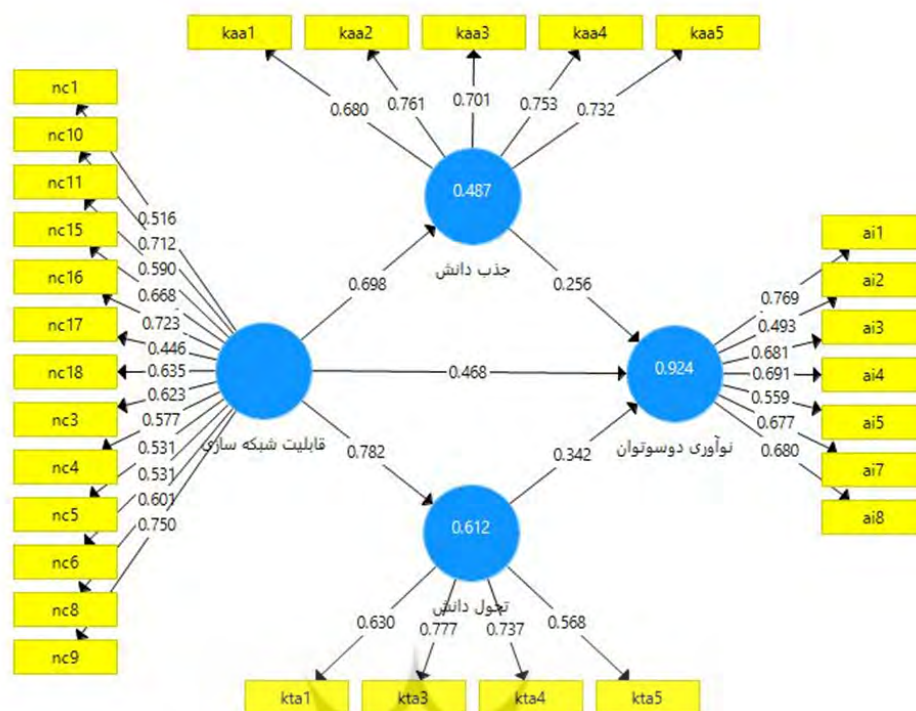 kaa1 kaa2 kaa3 kaa4 kaa5
0.680 0.761 0.701 0.753 0.732
0.487
جذب دانش
nc1
nc10
nc11
nc15
nc16
nc17
nc18
nc3
nc4
nc5
nc6
nc8
nc9
0.516
0.712
0.590
0.668
0.723
0.446
0.635
0.623
0.577
0.531
0.531
0.601
0.750
قابلیت شبکه سازی
0.698
0.256
0.468
0.782
0.342
0.924
نوآوری دوسوتوان
0.769
0.493
0.681
0.691
0.559
0.677
0.680
ai1
ai2
ai3
ai4
ai5
ai7
ai8
0.612
تحول دانش
0.630 0.777 0.737 0.568
kta1 kta3 kta4 kta5